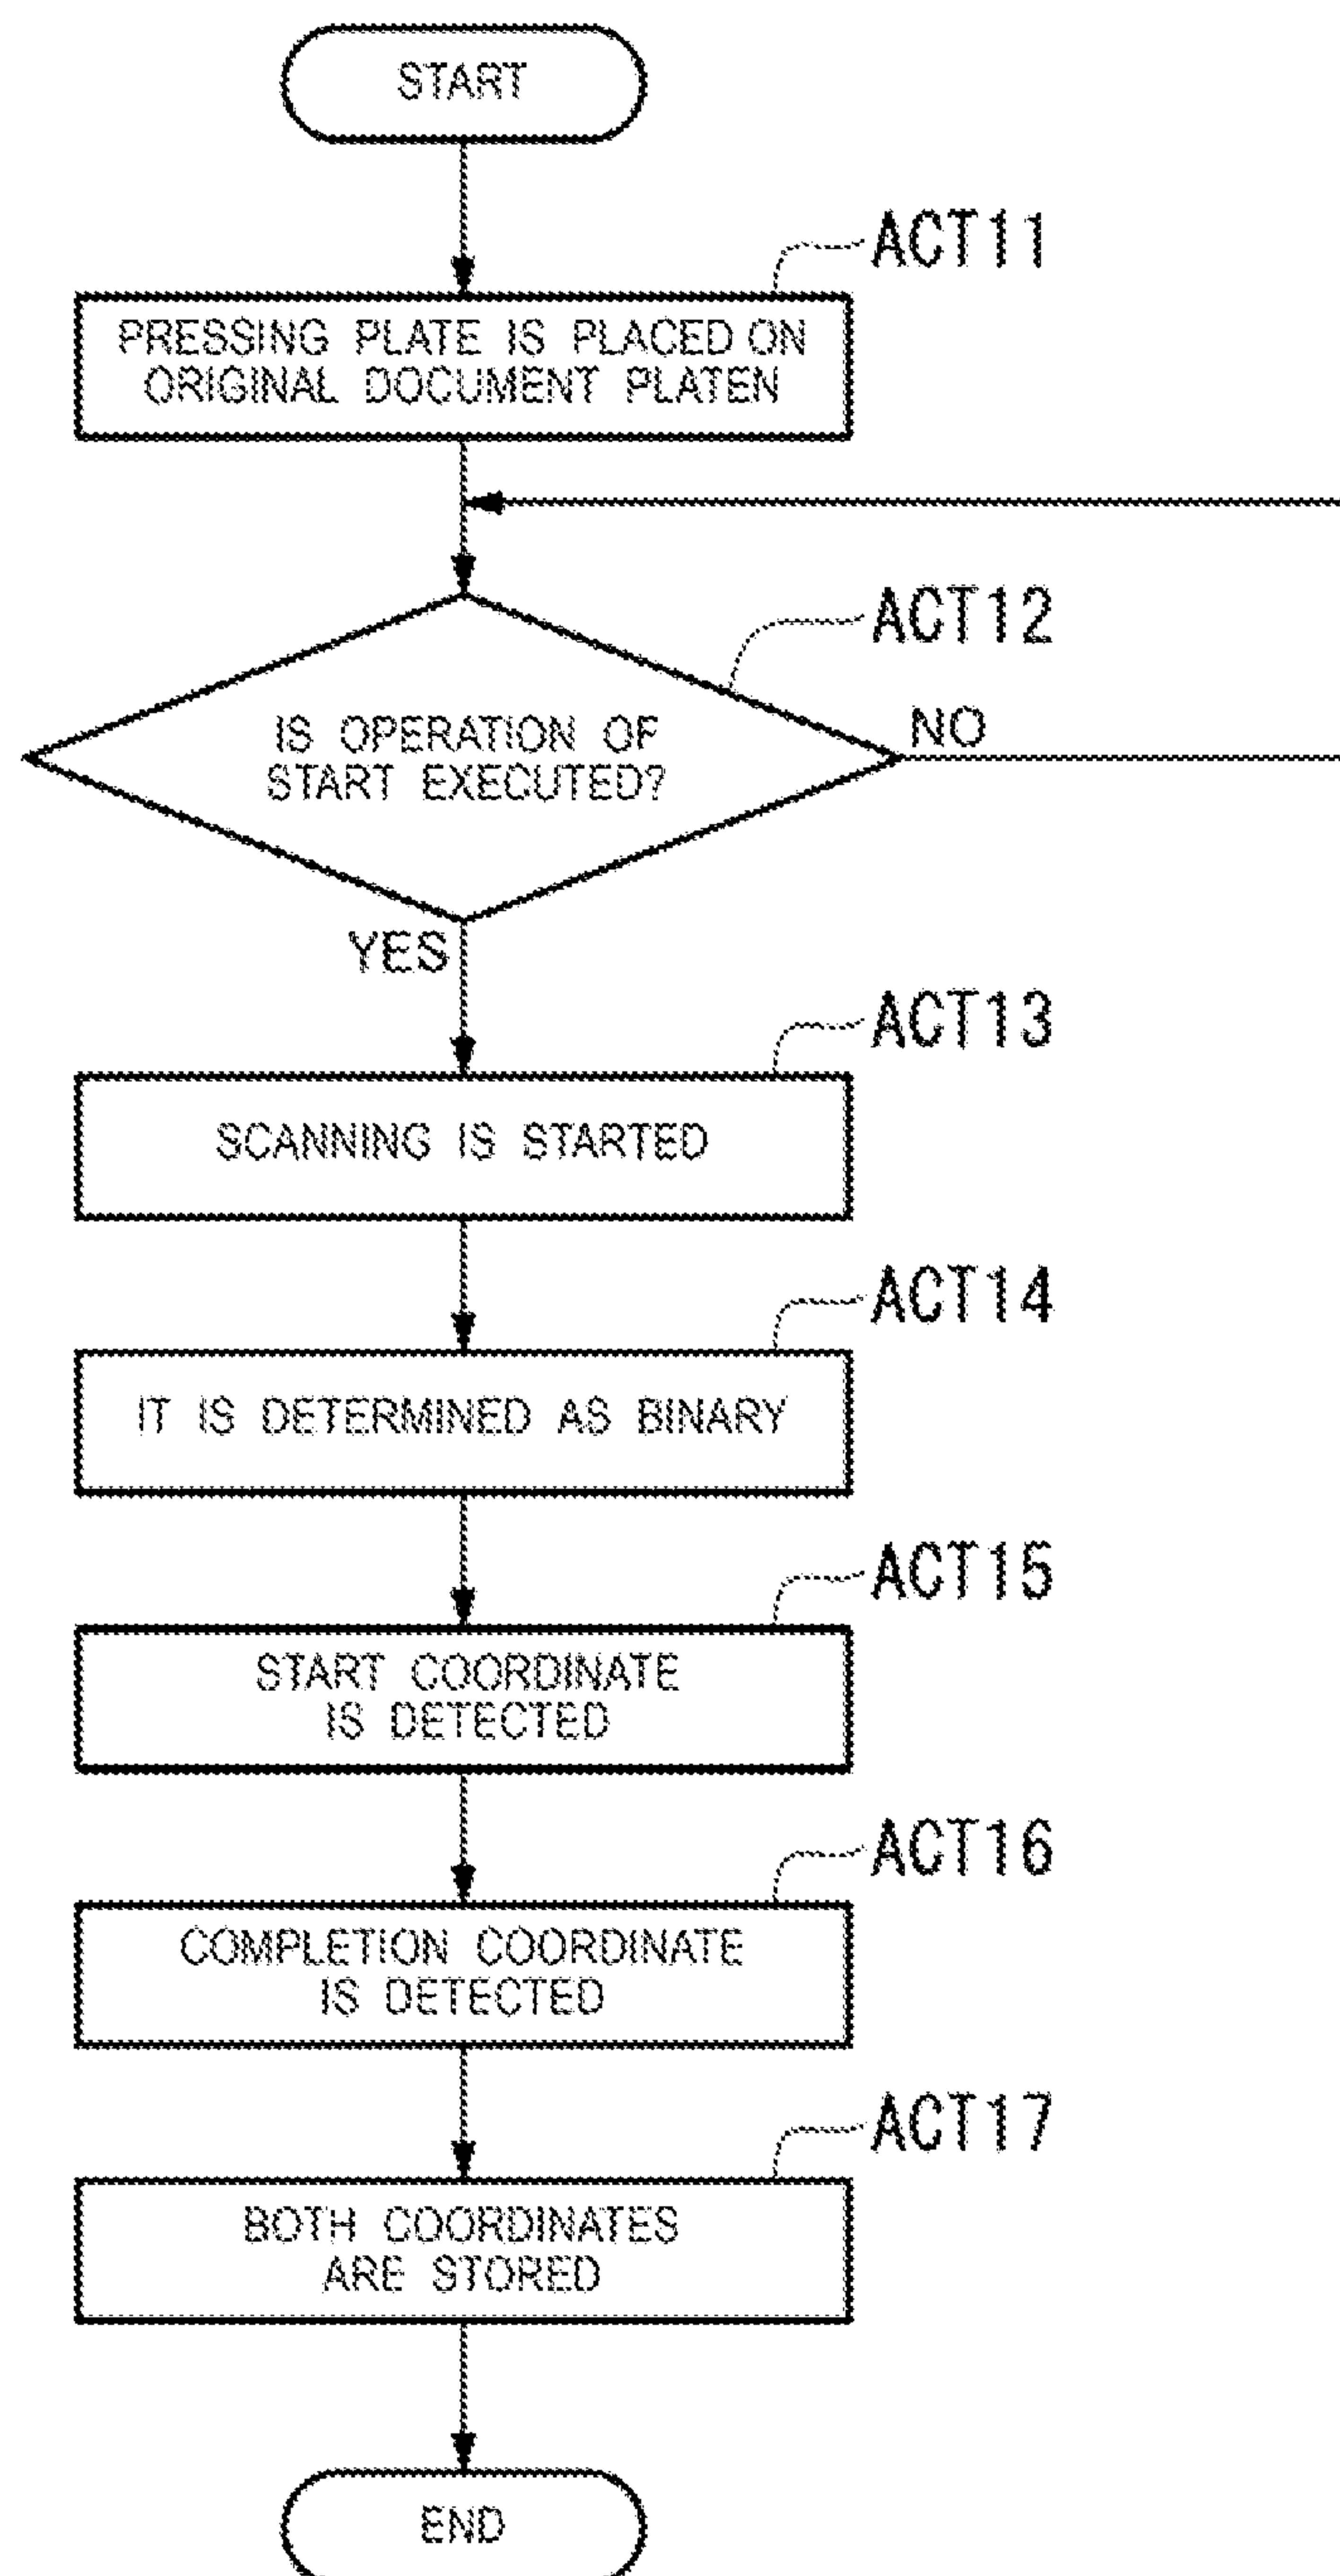 START
ACT11
PRESSING PLATE IS PLACED ON
ORIGINAL DOCUMENT PLATEN
ACT12
IS OPERATION OF
START EXECUTED?
NO
YES
ACT13
SCANNING IS STARTED
ACT14
IT IS DETERMINED AS BINARY
ACT15
START COORDINATE
IS DETECTED
ACT16
COMPLETION COORDINATE
IS DETECTED
ACT17
BOTH COORDINATES
ARE STORED
END